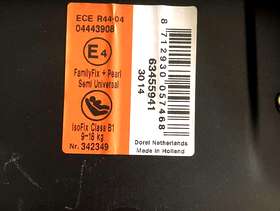 ECE R44-04
04443908
E4
FamilyFix + Pearl
Semi Universal
IsoFix Class B1
9-18 kg
Nr. 342349
8 712930 057468
63455941
3014
Dorel Netherlands
Made in Holland